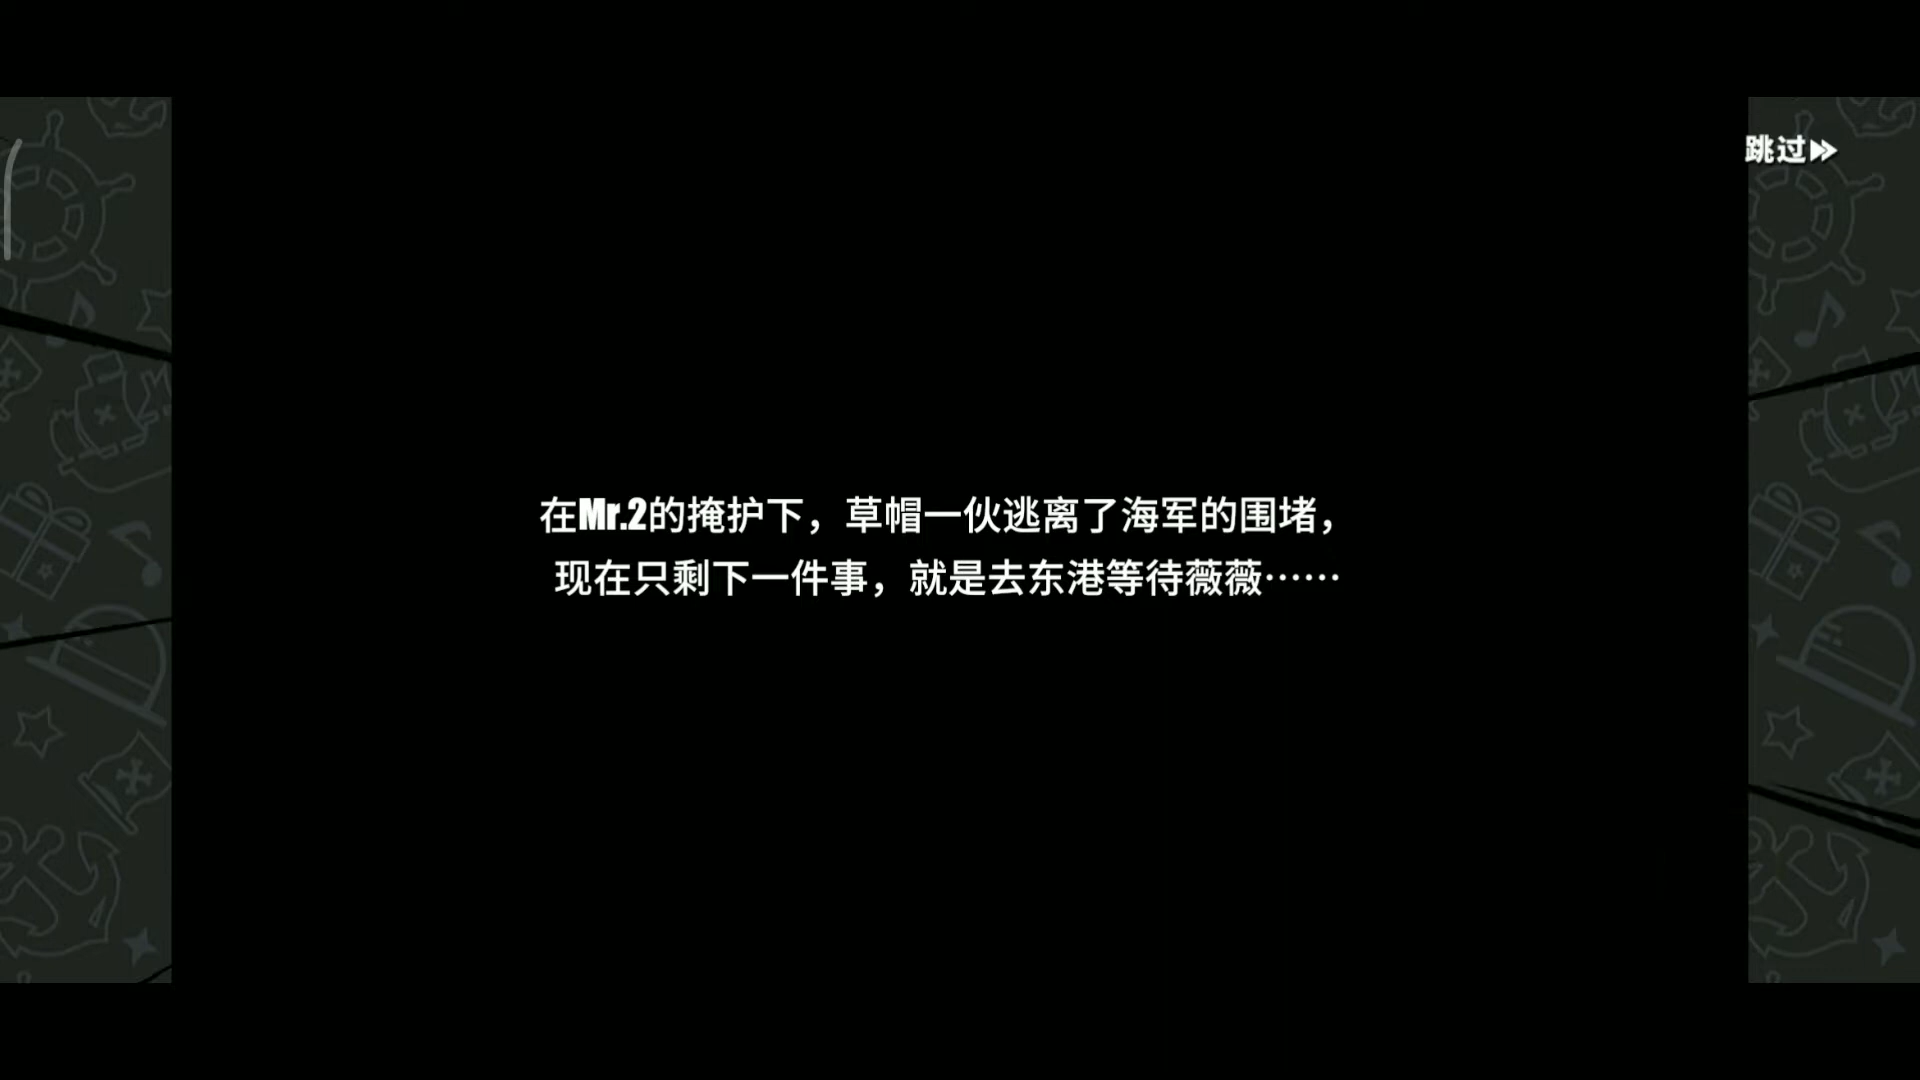 跳过
在Mr.2的掩护下，草帽一伙逃离了海军的围堵，
现在只剩下一件事，就是去东港等待薇薇……